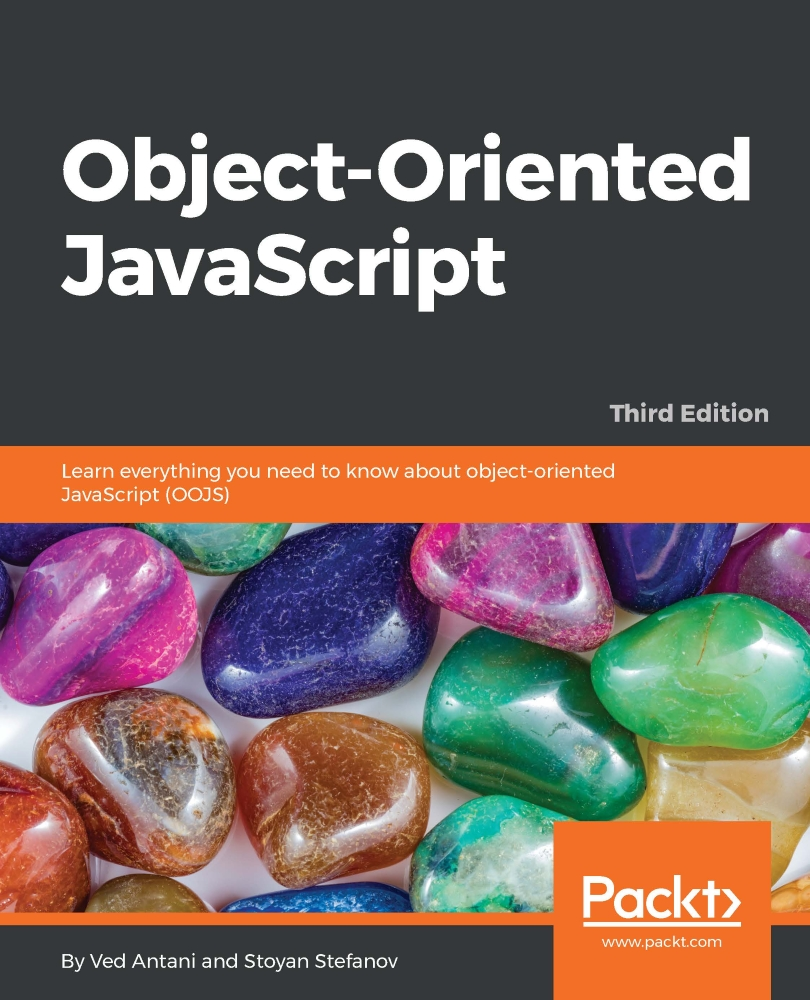 Object-Oriented
JavaScript
Third Edition
Learn everything you need to know about object-oriented
JavaScript (OOJS)
Packt>
www.packt.com
By Ved Antani and Stoyan Stefanov